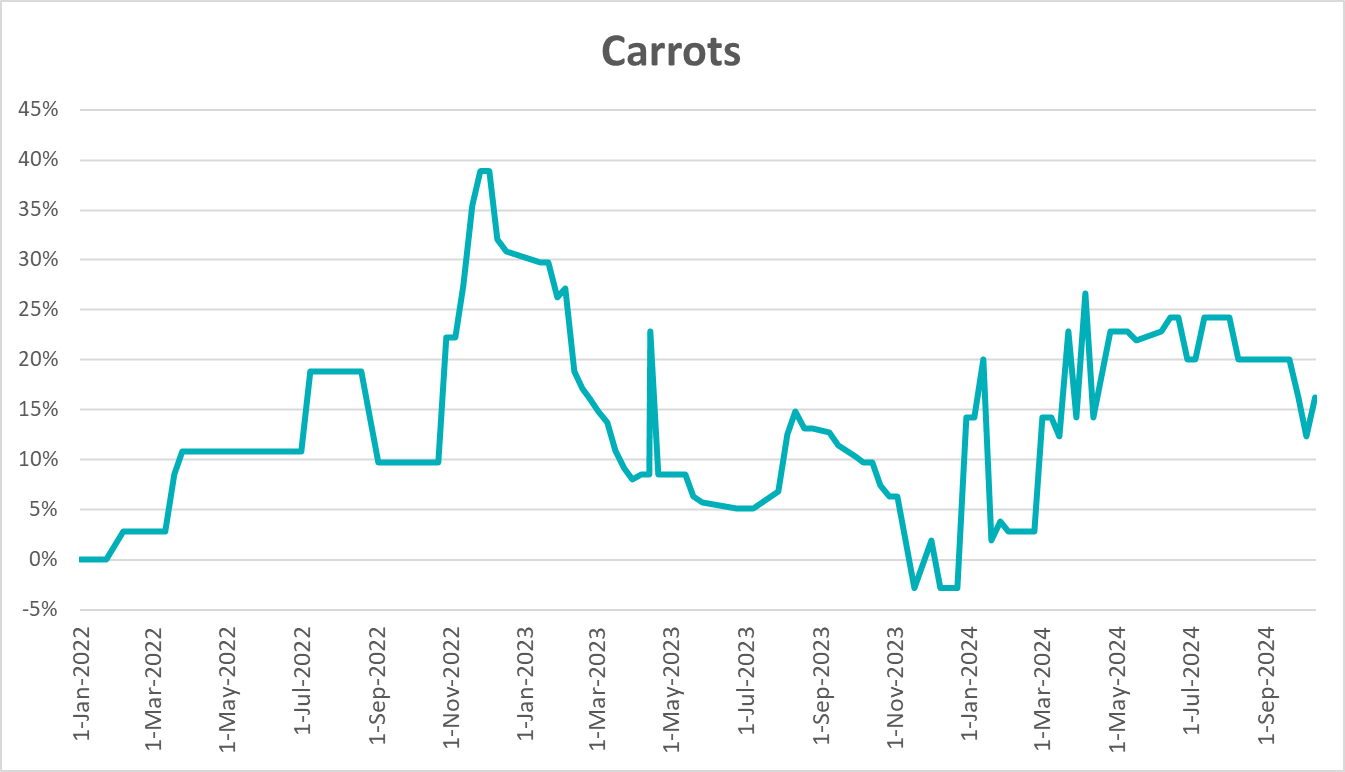 Carrots
45%
40%
35%
30%
25%
20%
15%
10%
5%
0%
-5%
1-Jan-2022
1-Mar-2022
1-May-2022
1-Jul-2022
1-Sep-2022
1-Nov-2022
1-Jan-2023
1-Mar-2023
1-May-2023
1-Jul-2023
1-Sep-2023
1-Nov-2023
1-Jan-2024
1-Mar-2024
1-May-2024
1-Jul-2024
1-Sep-2024